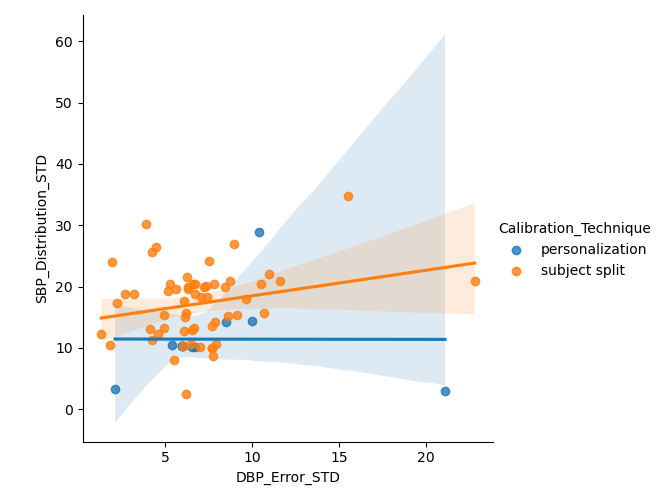 60
50
40
30
20
10
0
SBP_Distribution_STD
5
10
15
20
DBP_Error_STD
Calibration_Technique
personalization
subject split